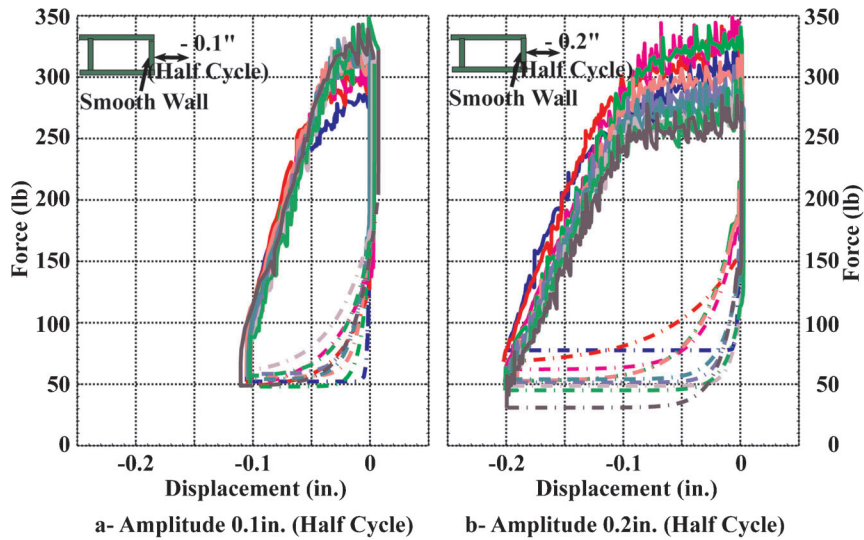 350
300
250
200
150
100
50
0
Force (lb)
- 0.1"
(Half Cycle)
Smooth Wall
-0.2
-0.1
0
Displacement (in.)
a- Amplitude 0.1in. (Half Cycle)
- 0.2"
(Half Cycle)
Smooth Wall
-0.2
-0.1
0
Displacement (in.)
b- Amplitude 0.2in. (Half Cycle)
350
300
250
200
150
100
50
0
Force (lb)